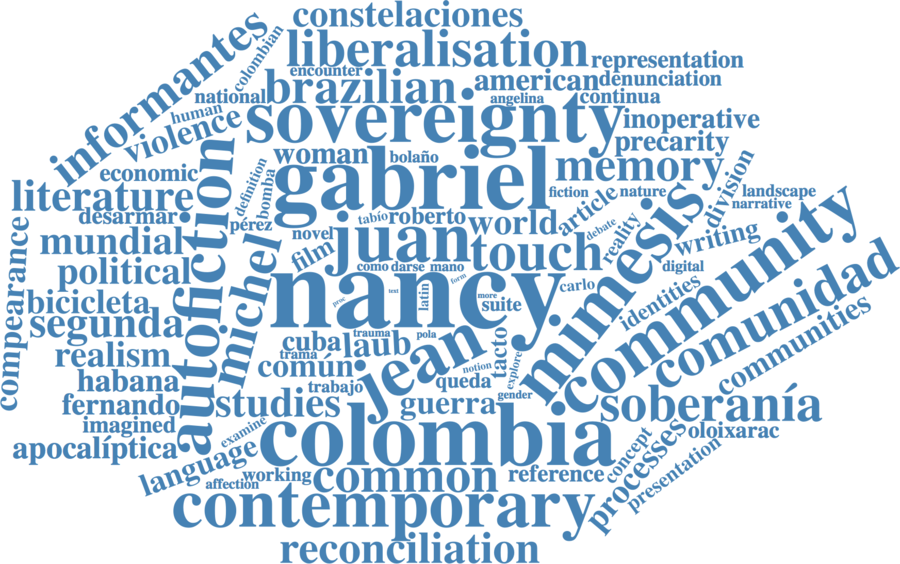 constelaciones
liberalisation
informantes
colombian
encounter
representation
brazilian
american
denunciation
national
angelina
continua
human
violence
sovereignty
inoperative
precarity
woman
bolaño
memory
division
economic
gabriel
literature
definition
bomba
fiction
nature
landscape
narrative
desarmar
pérez
tabío
roberto
world
article
debate
reality
mimesis
writing
community
compearance
autofiction
novel
juan
mundial
michel
film
touch
political
como
darse
mano
form
digital
nancy
proc
text
latin
more
suite
carlo
identities
comunidad
bicicleta
segunda
cuba
trauma
laub
pola
tacto
communities
realism
trama
común
jean
notion
explore
habana
trabajo
queda
gender
fernando
studies
guerra
soberanía
imagined
examine
colombia
oloixarac
apocalíptica
language
concept
processes
presentation
working
affection
common
reference
contemporary
reconciliation